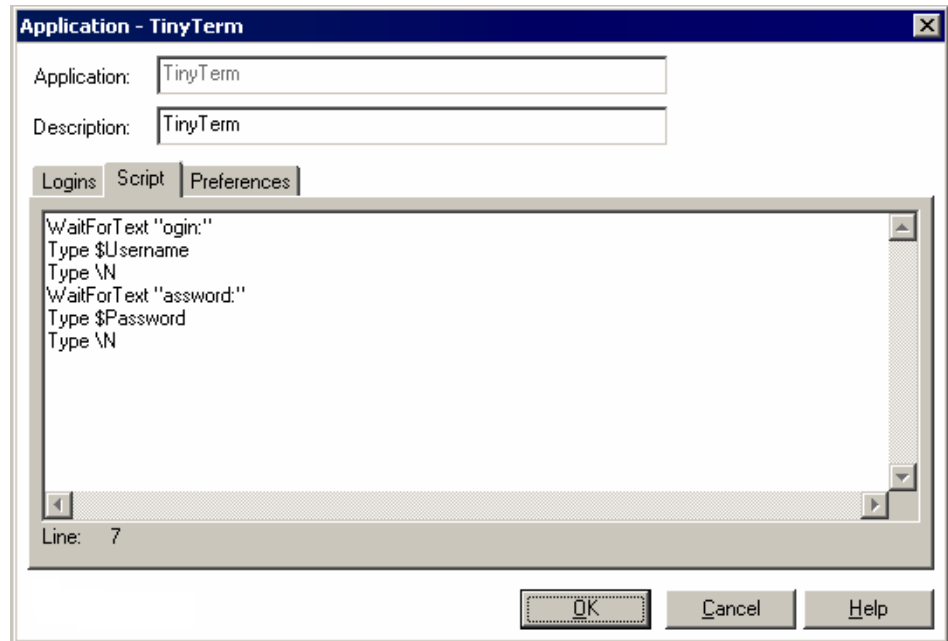 Application - TinyTerm
Application: TinyTerm
Description: TinyTerm
Logins Script Preferences
WaitForText "ogin:"
Type $Username
Type \N
WaitForText "assword:"
Type $Password
Type \N
Line: 7
OK Cancel Help